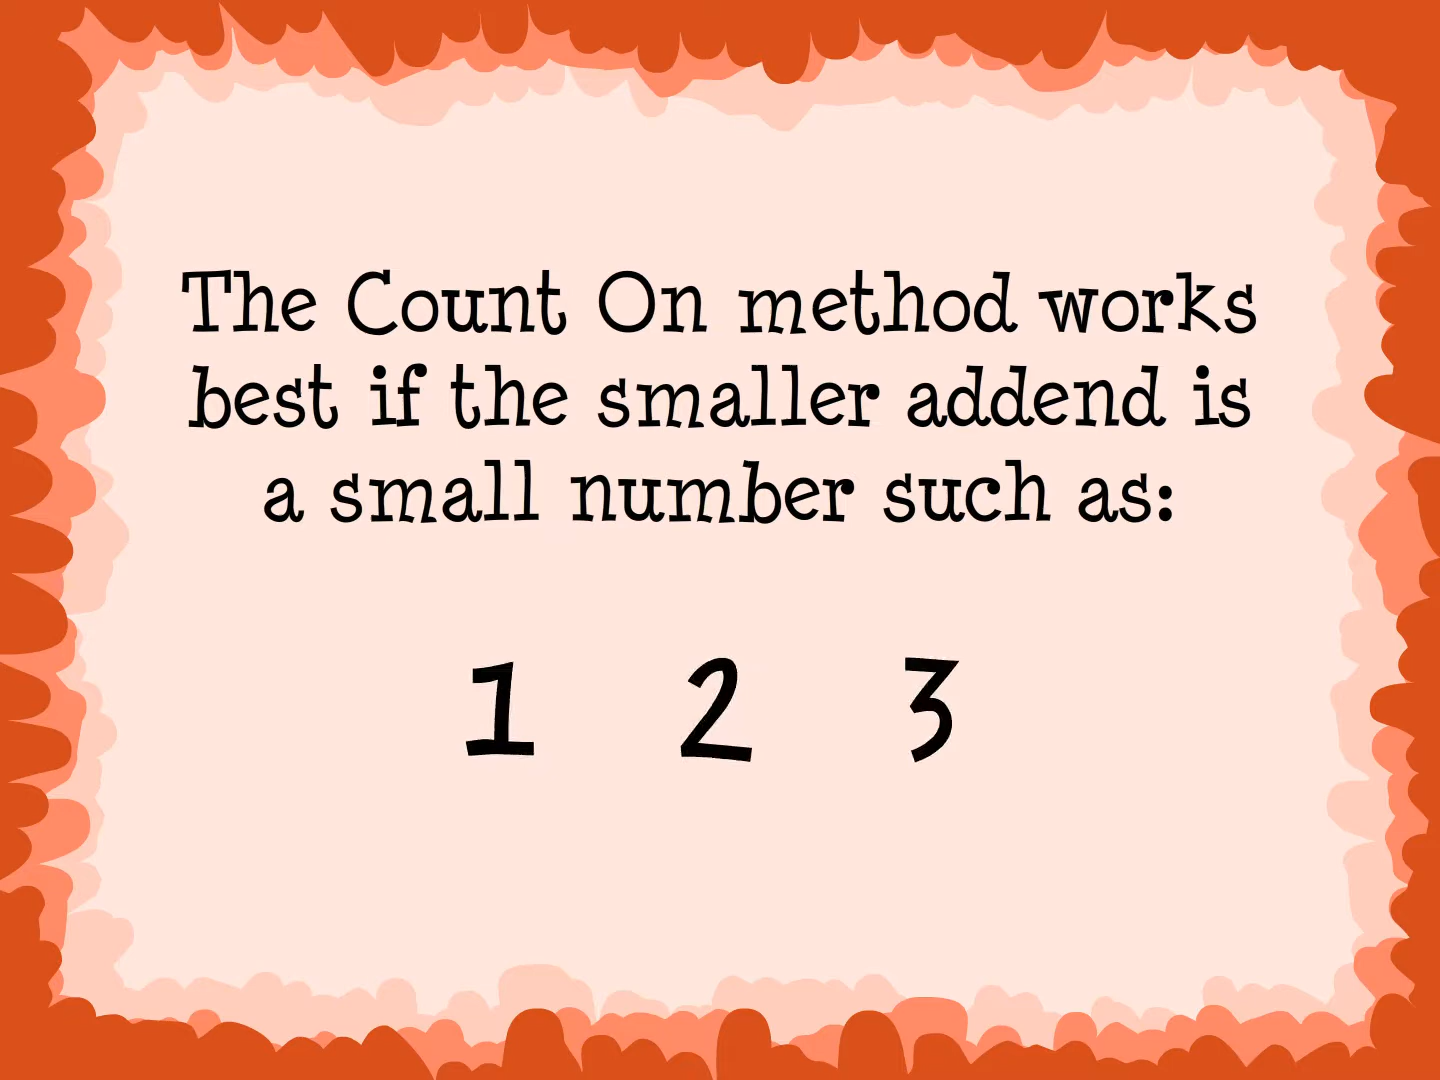 The Count On method works
best if the smaller addend is
a small number such as:
1 2 3